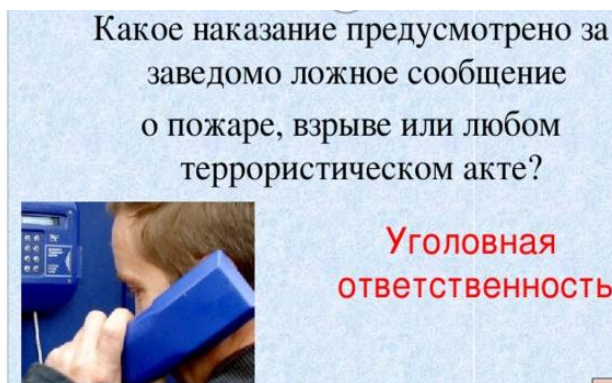 Какое наказание предусмотрено за
заведомо ложное сообщение
о пожаре, взрыве или любом
террористическом акте?
Уголовная
ответственность